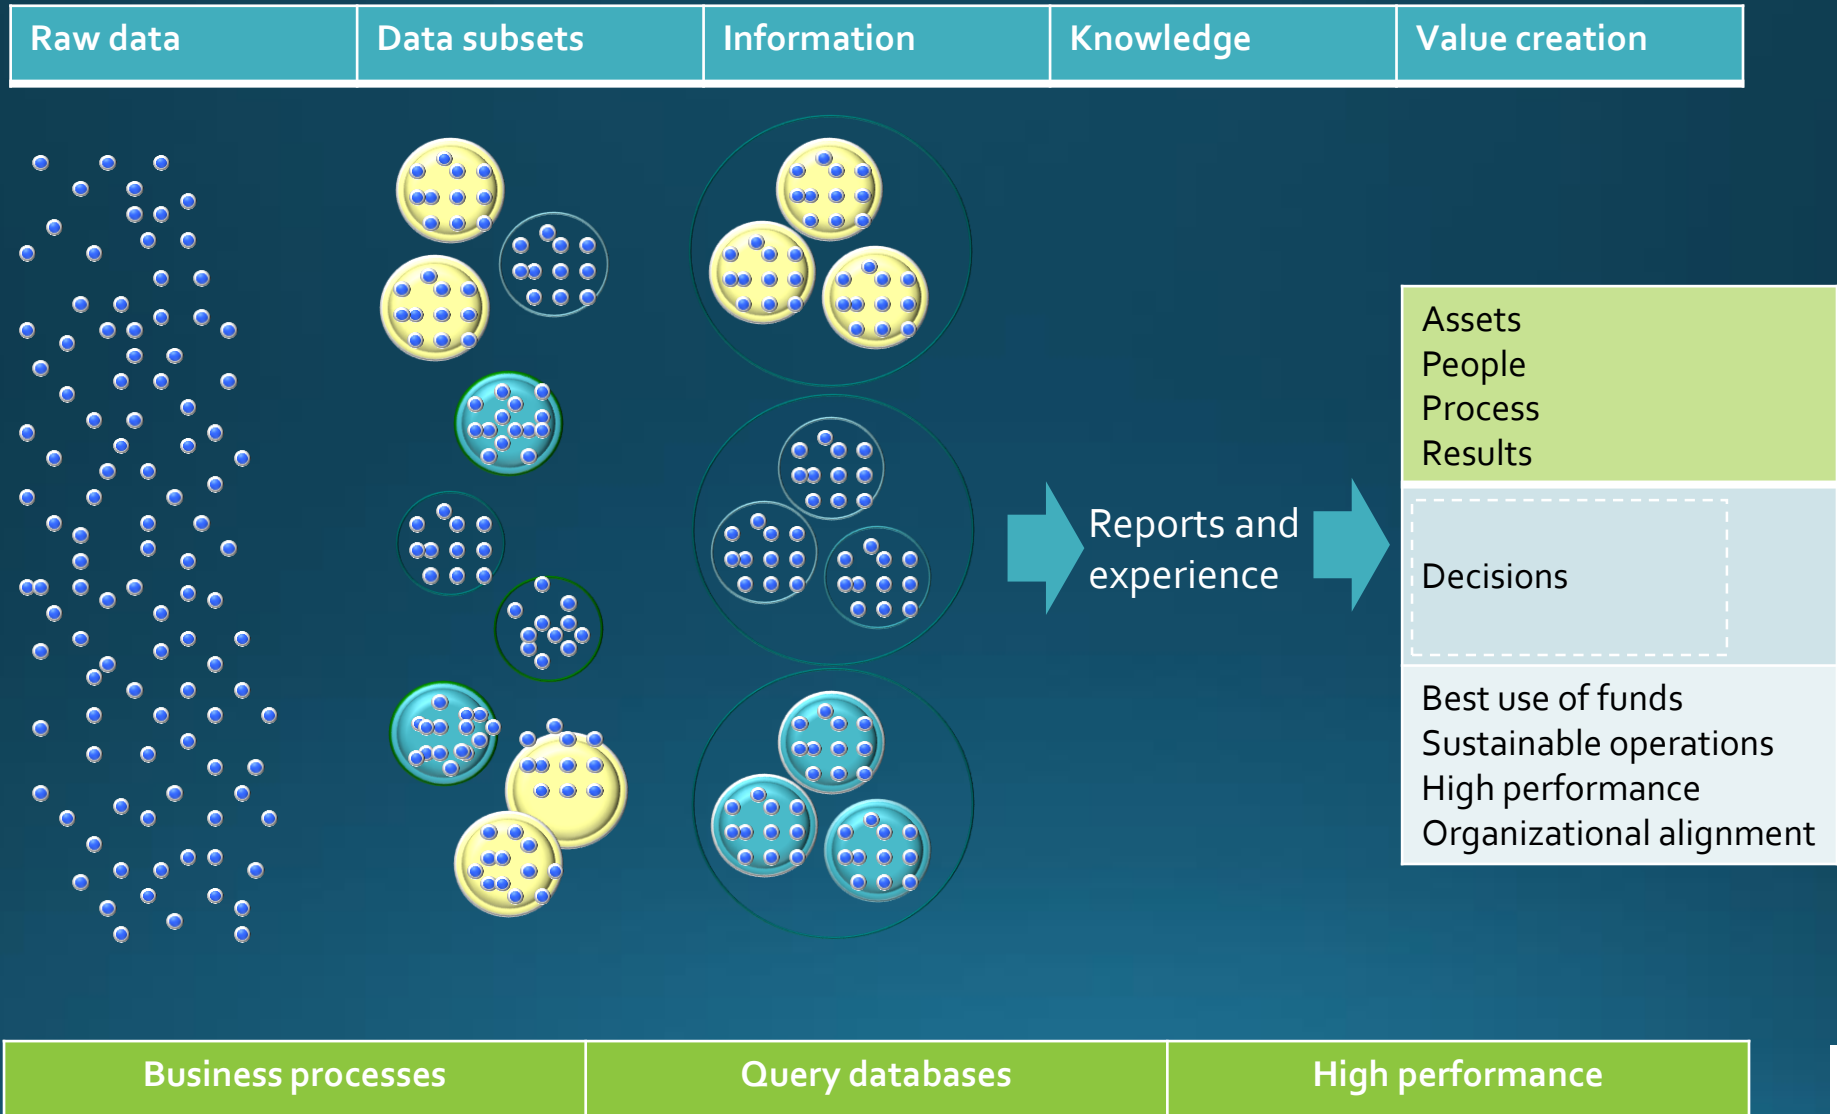 Raw data
Data subsets
Information
Knowledge
Value creation
Reports and
experience
Assets
People
Process
Results
Decisions
Best use of funds
Sustainable operations
High performance
Organizational alignment
Business processes
Query databases
High performance